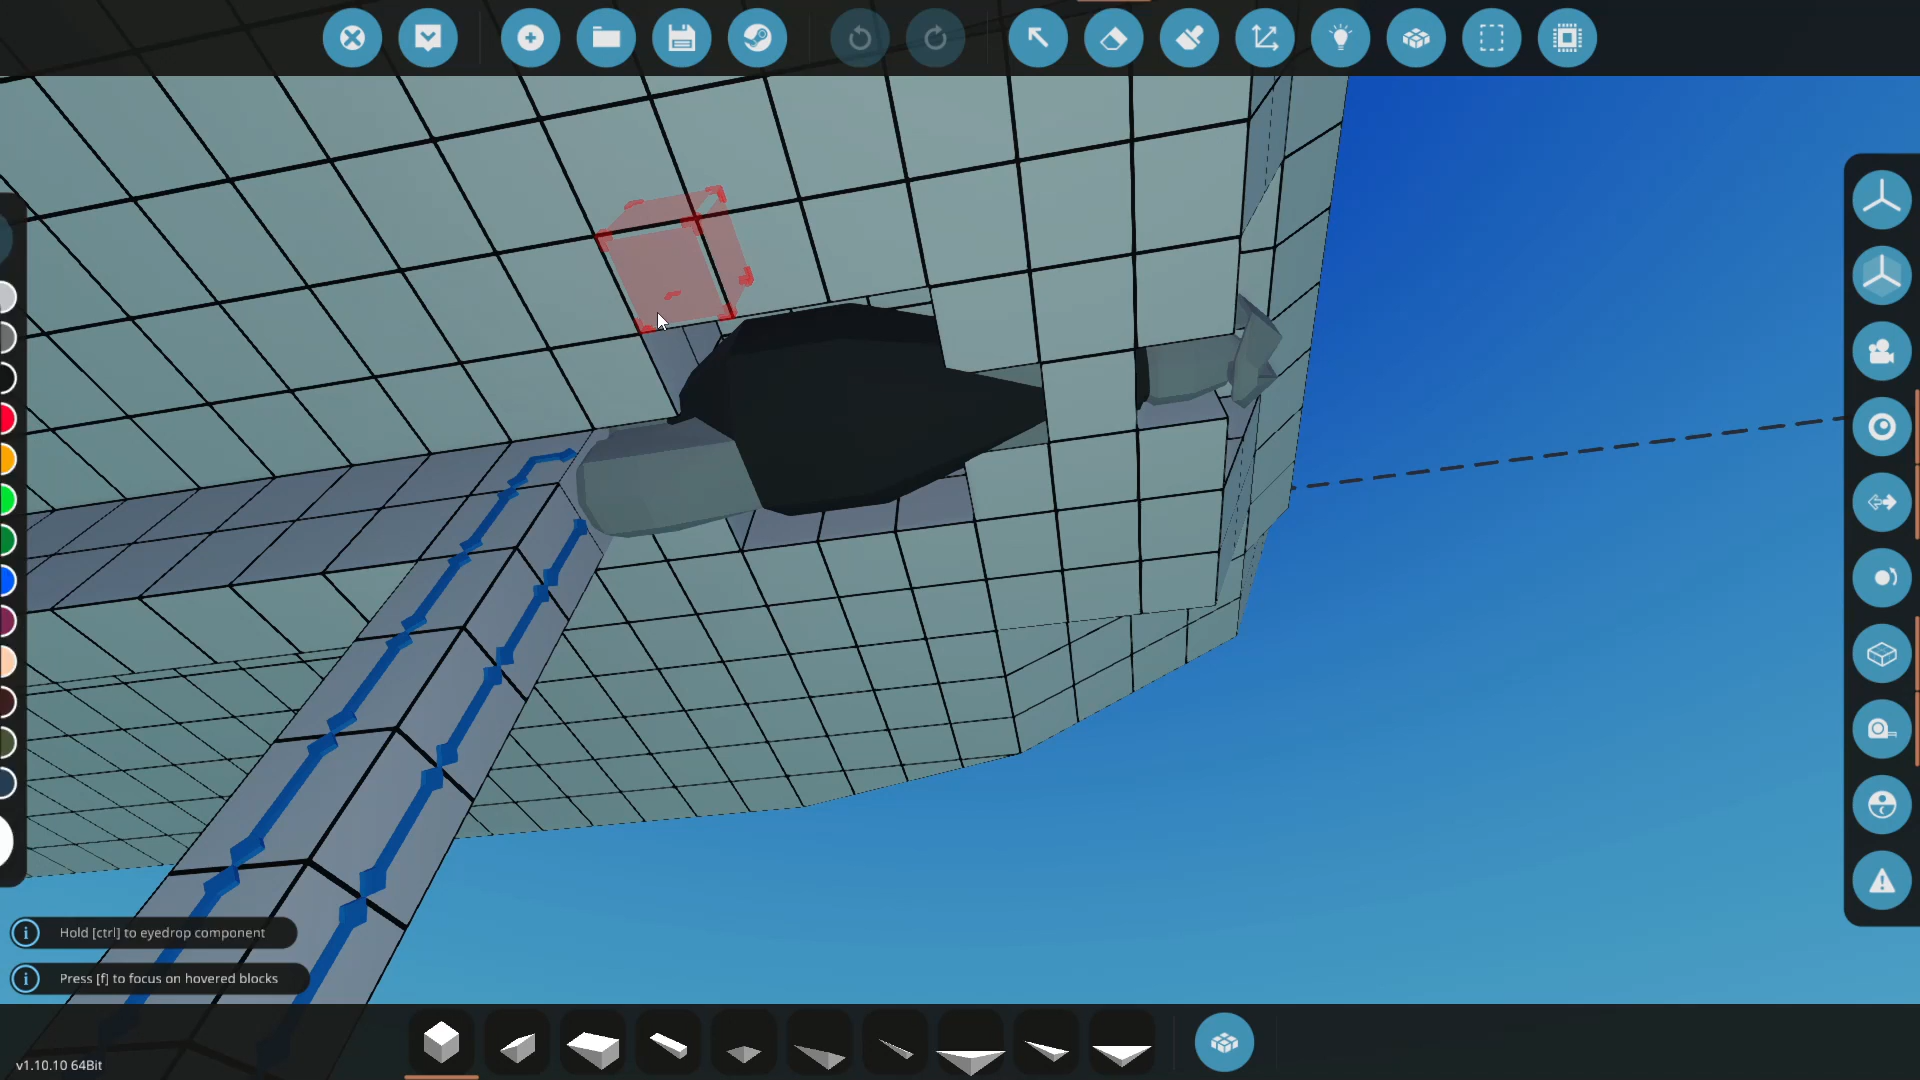 Hold [ctrl] to eyedrop component
Press [f] to focus on hovered blocks
v1.10.10 64Bit